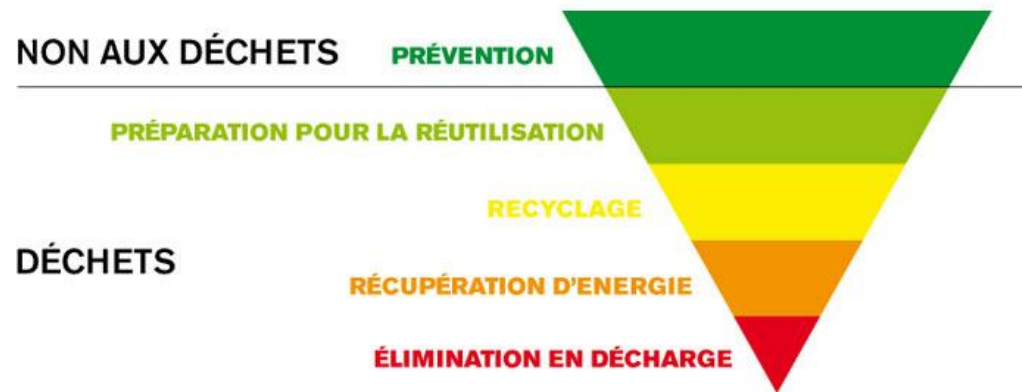 NON AUX DÉCHETS PRÉVENTION
PRÉPARATION POUR LA RÉUTILISATION
RECYCLAGE
DÉCHETS
RÉCUPÉRATION D'ENERGIE
ÉLIMINATION EN DÉCHARGE